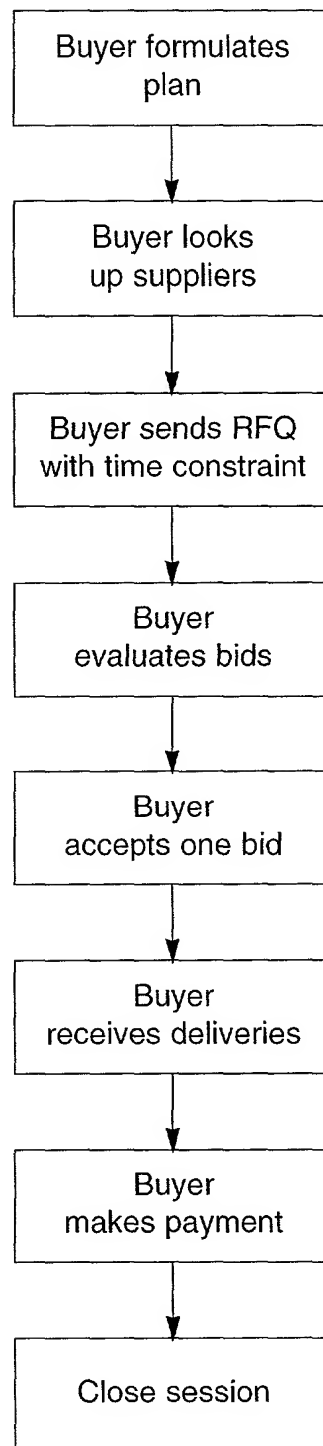 Buyer formulates
plan
Buyer looks
up suppliers
Buyer sends RFQ
with time constraint
Buyer
evaluates bids
Buyer
accepts one bid
Buyer
receives deliveries
Buyer
makes payment
Close session